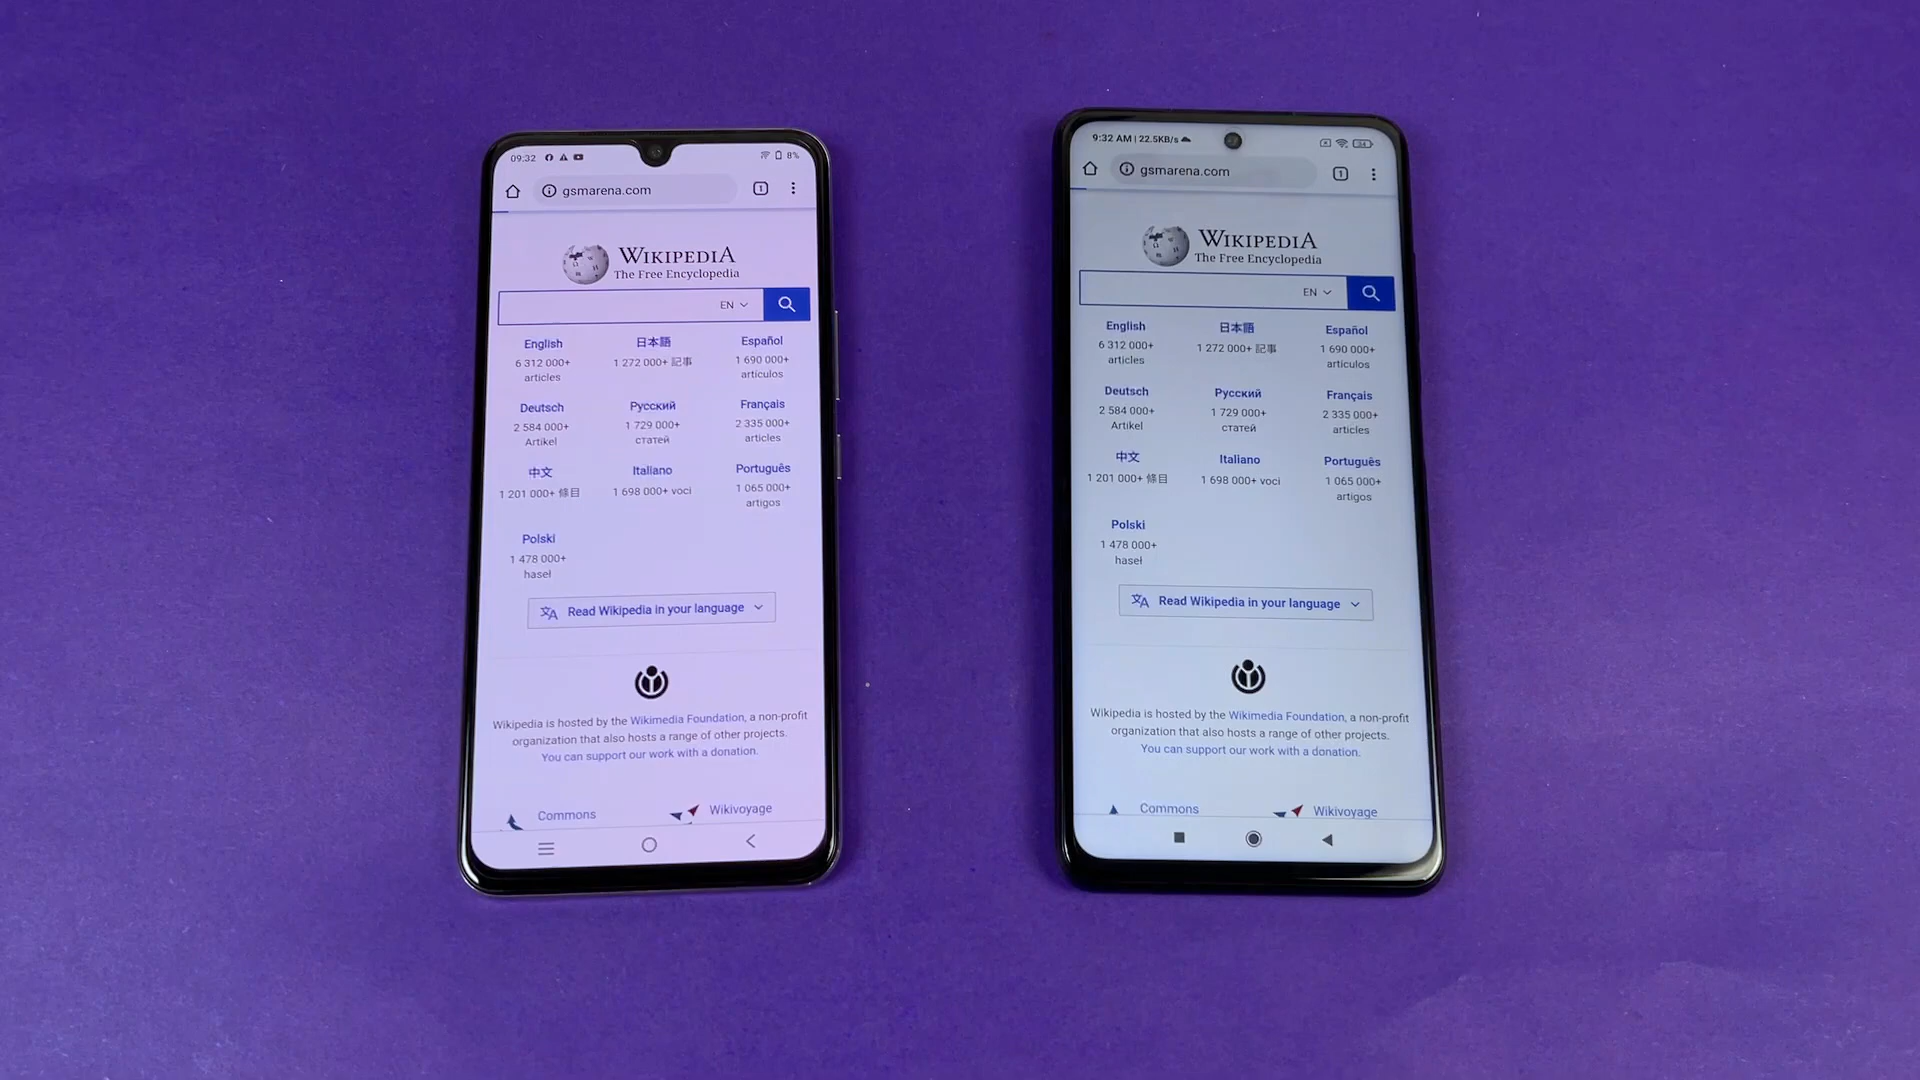 09:32
8%
gsmarena.com
1
WIKIPEDIA
The Free Encyclopedia
EN
English
6 312 000+
articles
日本語
1 272 000+ 記事
Español
1 690 000+
artículos
Deutsch
2 584 000+
Artikel
Русский
1 729 000+
статей
Français
2 335 000+
articles
中文
1 201 000+ 條目
Italiano
1 698 000+ voci
Português
1 065 000+
artigos
Polski
1 478 000+
haseł
Read Wikipedia in your language
Wikipedia is hosted by the Wikimedia Foundation, a non-profit
organization that also hosts a range of other projects.
You can support our work with a donation.
Commons
Wikivoyage
9:32 AM | 22.5KB/s
34
gsmarena.com
1
WIKIPEDIA
The Free Encyclopedia
EN
English
6 312 000+
articles
日本語
1 272 000+ 記事
Español
1 690 000+
artículos
Deutsch
2 584 000+
Artikel
Русский
1 729 000+
статей
Français
2 335 000+
articles
中文
1 201 000+ 條目
Italiano
1 698 000+ voci
Português
1 065 000+
artigos
Polski
1 478 000+
haseł
Read Wikipedia in your language
Wikipedia is hosted by the Wikimedia Foundation, a non-profit
organization that also hosts a range of other projects.
You can support our work with a donation.
Commons
Wikivoyage